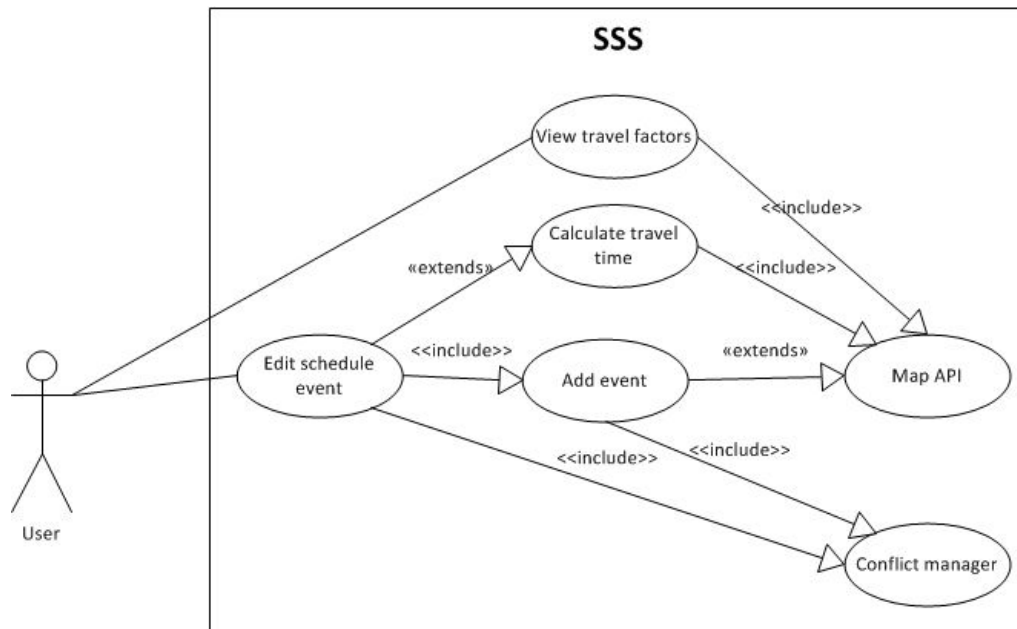 SSS
View travel factors
<<include>>
Calculate travel
time
«extends»
<<include>>
Edit schedule
event
<<include>>
Add event
«extends»
Map API
<<include>>
<<include>>
Conflict manager
User